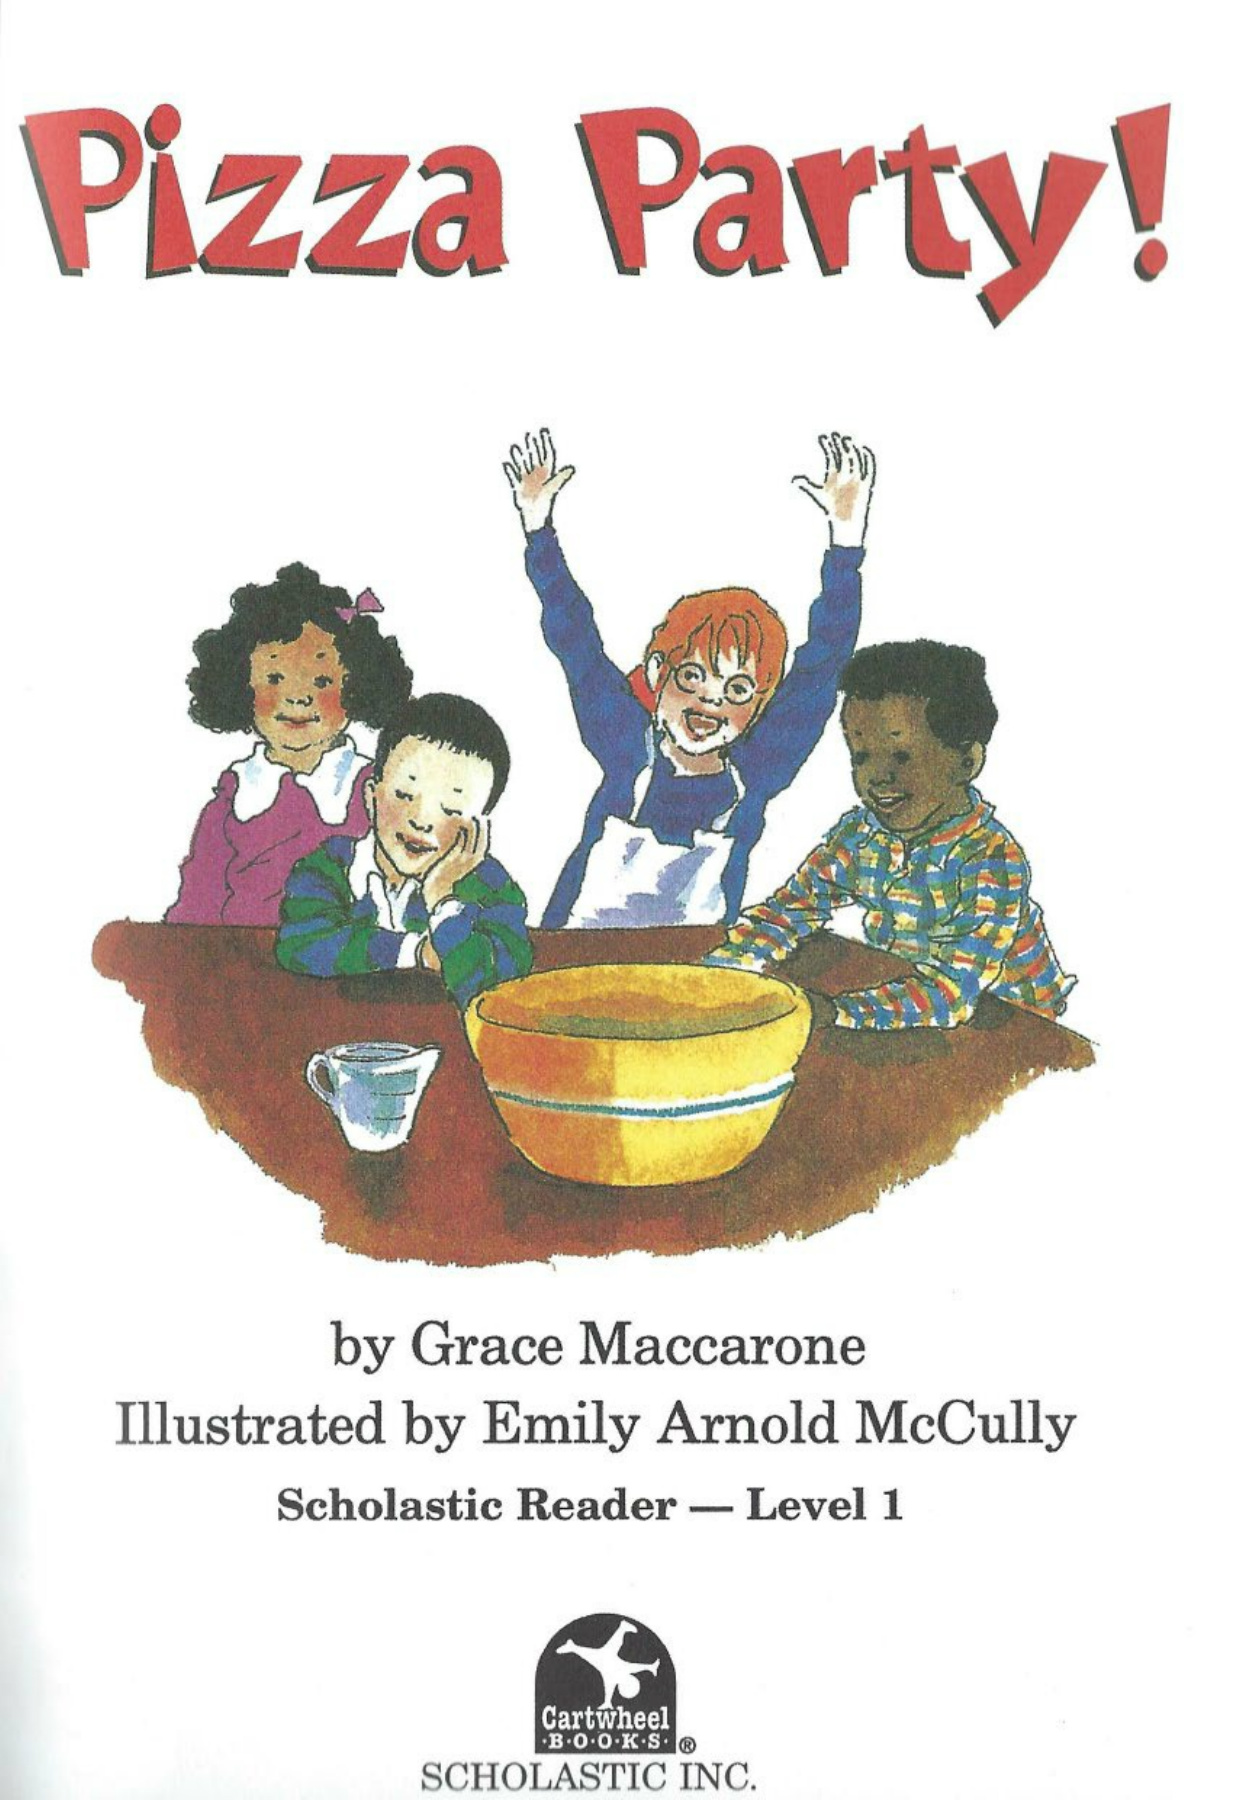 Pizza Party!
by Grace Maccarone
Illustrated by Emily Arnold McCully
Scholastic Reader — Level 1
Cartwheel
·B·O·O·K·S· ®
SCHOLASTIC INC.